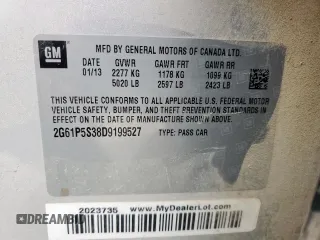 GM
MFD BY GENERAL MOTORS OF CANADA LTD.
DATE GVWR GAWR FRT GAWR RR
01/13 2277 KG 1178 KG 1099 KG
5020 LB 2597 LB 2423 LB
THIS VEHICLE CONFORMS TO ALL APPLICABLE U.S. FEDERAL MOTOR
VEHICLE SAFETY, BUMPER, AND THEFT PREVENTION STANDARDS
IN EFFECT ON THE DATE OF MANUFACTURE SHOWN ABOVE.
2G61P5S38D9199527 TYPE: PASS CAR
2023735 www.MyDealerLot.com
AUTO AUCTIONS